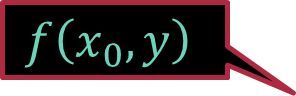 f(x₀, y)